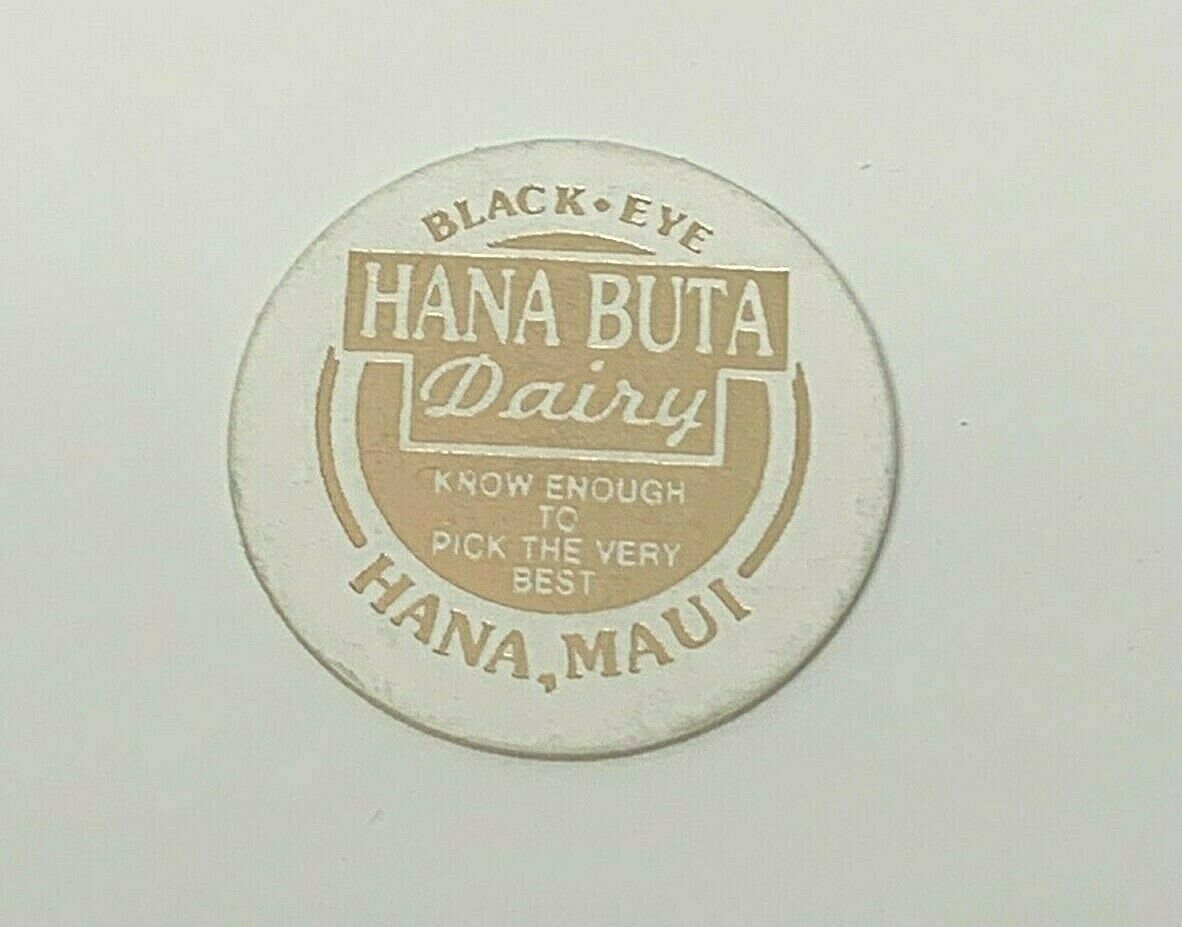 BLACK•EYE
HANA BUTA
Dairy
KNOW ENOUGH
TO
PICK THE VERY
BEST
HANA, MAUI